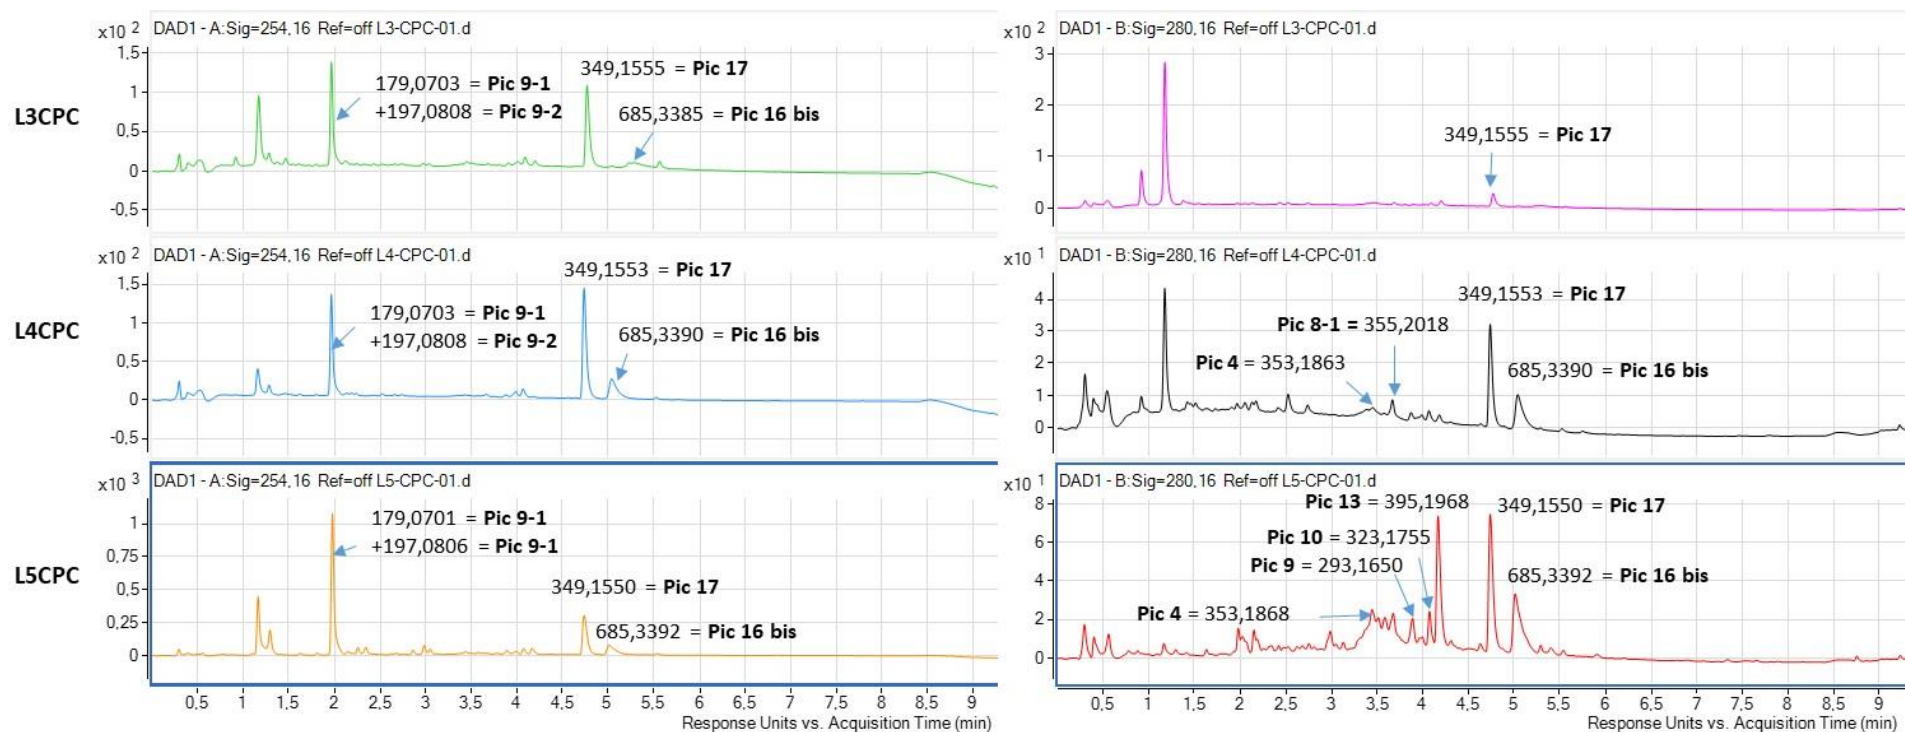 DAD1 - A:Sig=254,16 Ref=off L3-CPC-01.d
x10 2
1,5
1
0,5
0
-0,5
L3CPC
179,0703 = Pic 9-1
+197,0808 = Pic 9-2
349,1555 = Pic 17
685,3385 = Pic 16 bis
DAD1 - B:Sig=280,16 Ref=off L3-CPC-01.d
x10 2
3
2
1
0
349,1555 = Pic 17
DAD1 - A:Sig=254,16 Ref=off L4-CPC-01.d
x10 2
1,5
1
0,5
0
-0,5
L4CPC
349,1553 = Pic 17
179,0703 = Pic 9-1
+197,0808 = Pic 9-2
685,3390 = Pic 16 bis
DAD1 - B:Sig=280,16 Ref=off L4-CPC-01.d
x10 1
4
3
2
1
0
349,1553 = Pic 17
Pic 8-1 = 355,2018
Pic 4 = 353,1863
685,3390 = Pic 16 bis
DAD1 - A:Sig=254,16 Ref=off L5-CPC-01.d
x10 3
1
0,75
0,5
0,25
0
L5CPC
179,0701 = Pic 9-1
+197,0806 = Pic 9-1
349,1550 = Pic 17
685,3392 = Pic 16 bis
0,5 1 1,5 2 2,5 3 3,5 4 4,5 5 5,5 6 6,5 7 7,5 8 8,5 9
Response Units vs. Acquisition Time (min)
DAD1 - B:Sig=280,16 Ref=off L5-CPC-01.d
x10 1
8
6
4
2
0
Pic 13 = 395,1968
349,1550 = Pic 17
Pic 10 = 323,1755
Pic 9 = 293,1650
685,3392 = Pic 16 bis
Pic 4 = 353,1868
0,5 1 1,5 2 2,5 3 3,5 4 4,5 5 5,5 6 6,5 7 7,5 8 8,5 9
Response Units vs. Acquisition Time (min)